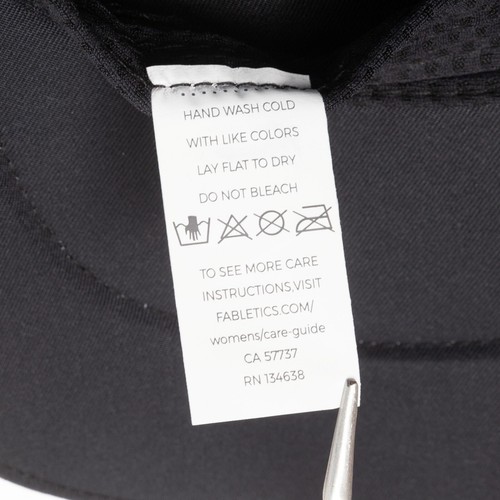 HAND WASH COLD
WITH LIKE COLORS
LAY FLAT TO DRY
DO NOT BLEACH
TO SEE MORE CARE
INSTRUCTIONS,VISIT
FABLETICS.COM/
womens/care-guide
CA 57737
RN 134638